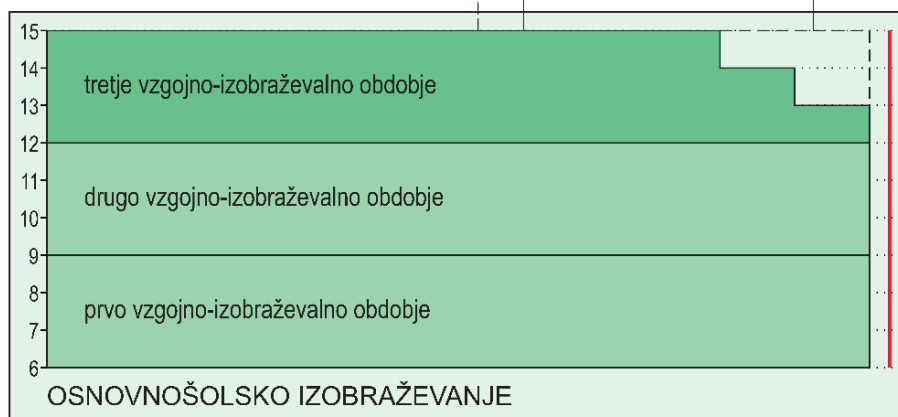 15
14
tretje vzgojno-izobraževalno obdobje
13
12
11
drugo vzgojno-izobraževalno obdobje
10
9
8
prvo vzgojno-izobraževalno obdobje
7
6
OSNOVNOŠOLSKO IZOBRAŽEVANJE